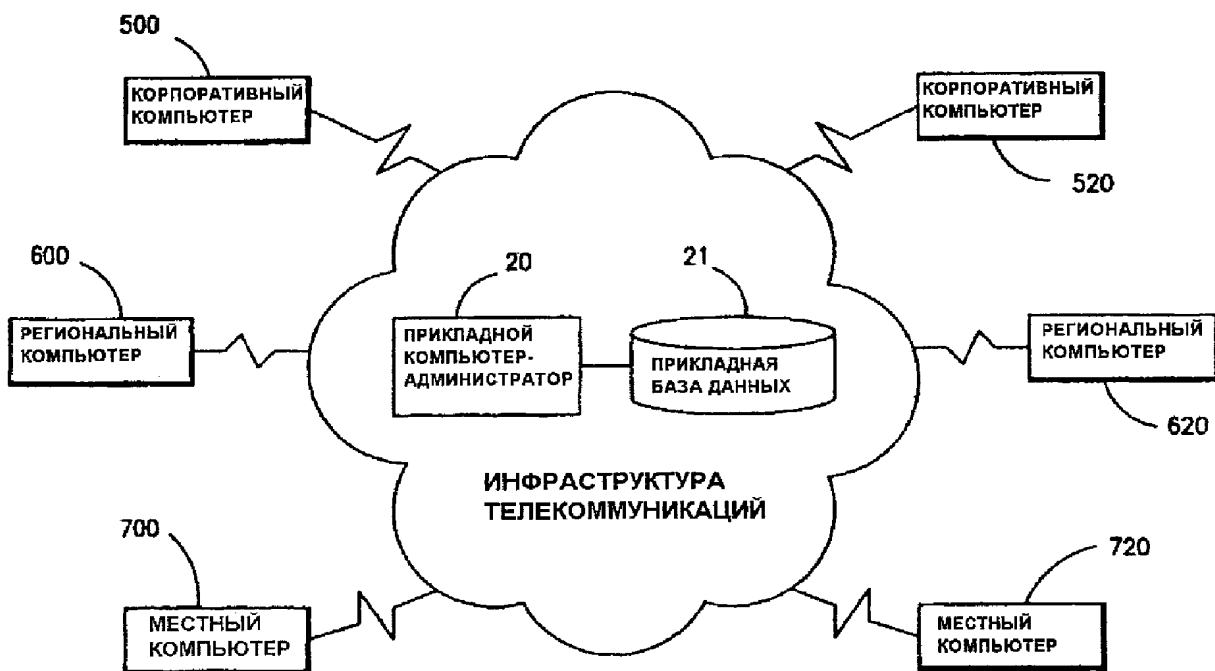 500
КОРПОРАТИВНЫЙ
КОМПЬЮТЕР
КОРПОРАТИВНЫЙ
КОМПЬЮТЕР
520
600
РЕГИОНАЛЬНЫЙ
КОМПЬЮТЕР
20
ПРИКЛАДНОЙ
КОМПЬЮТЕР-
АДМИНИСТРАТОР
21
ПРИКЛАДНАЯ
БАЗА ДАННЫХ
РЕГИОНАЛЬНЫЙ
КОМПЬЮТЕР
620
ИНФРАСТРУКТУРА
ТЕЛЕКОММУНИКАЦИЙ
700
МЕСТНЫЙ
КОМПЬЮТЕР
720
МЕСТНЫЙ
КОМПЬЮТЕР